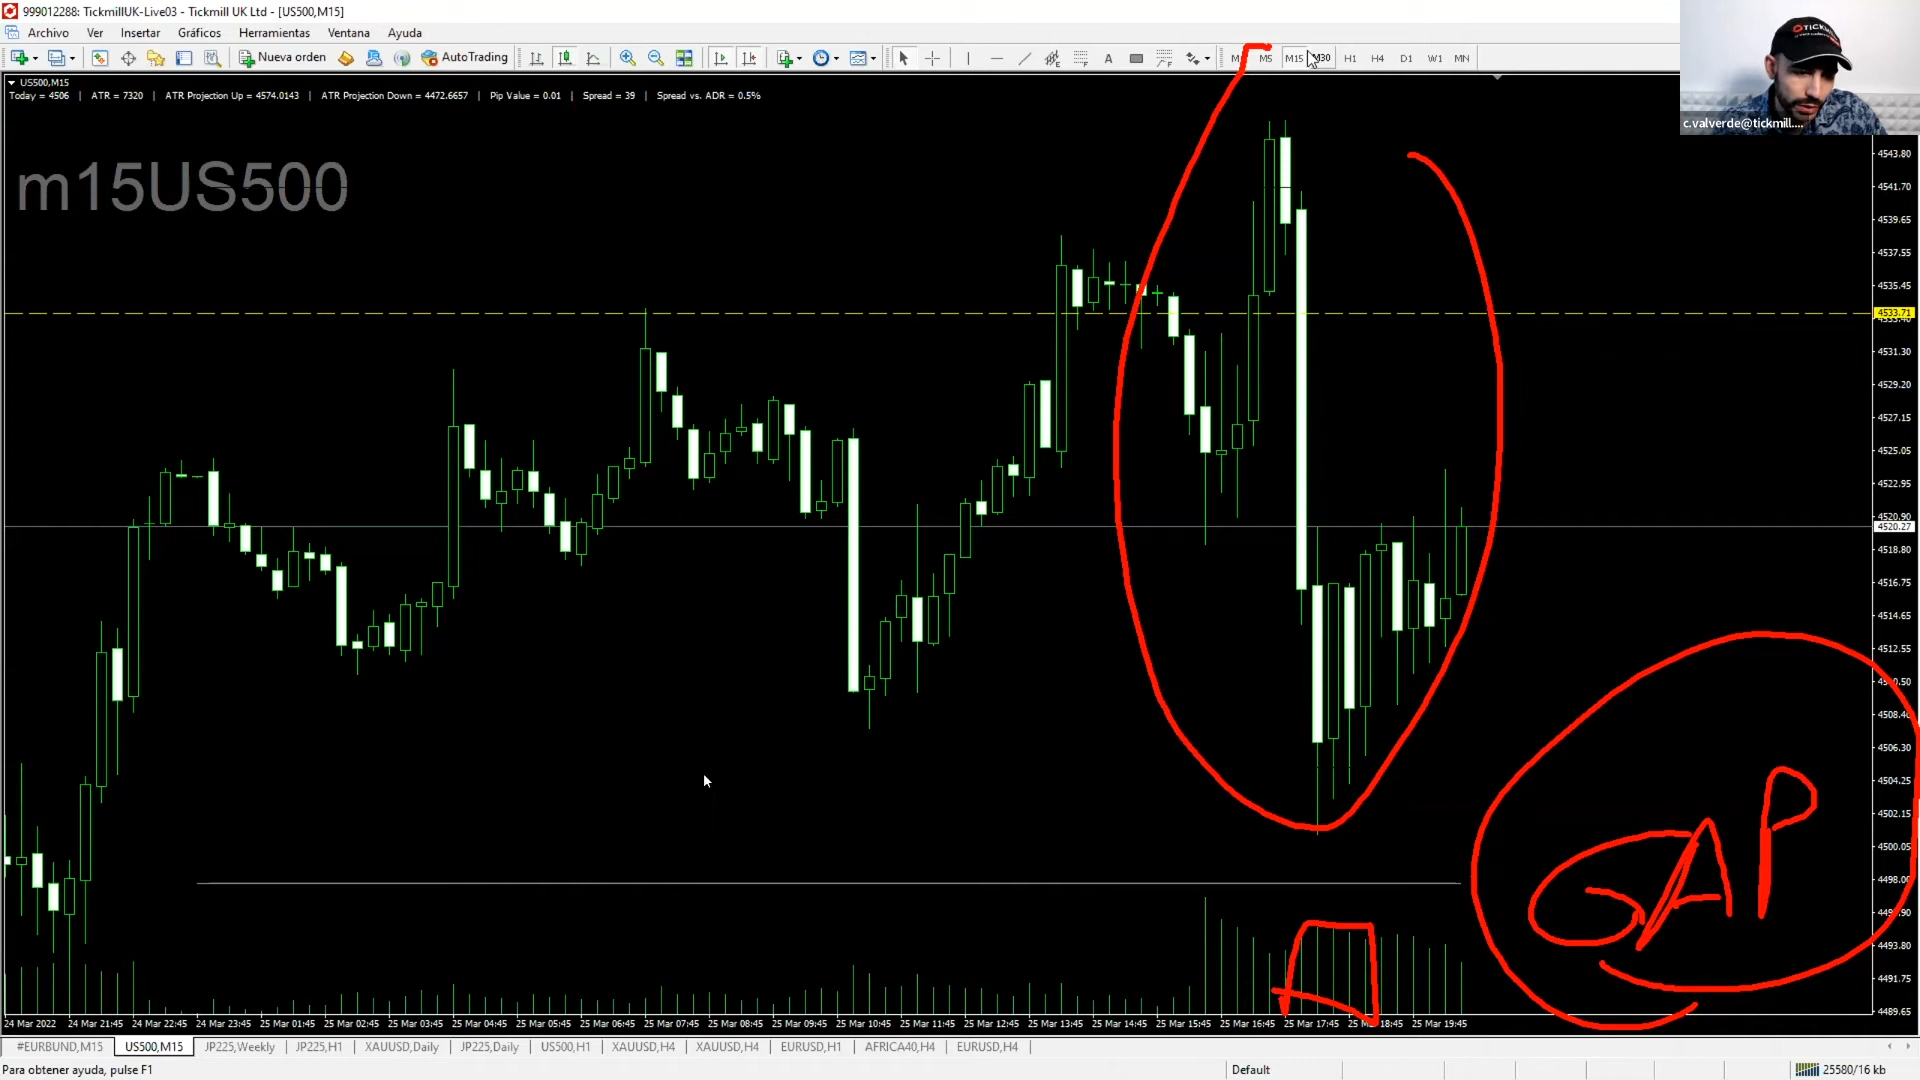 999012288: TickmillUK-Live03 - Tickmill UK Ltd - [US500,M15]
Archivo Ver Insertar Gráficos Herramientas Ventana Ayuda
Nueva orden AutoTrading A M5 M15 M30 H1 H4 D1 W1 MN
TICKMILL
c.valverde@tickmill....
US500,M15
Today = 4506 | ATR = 7320 | ATR Projection Up = 4574.0143 | ATR Projection Down = 4472.6657 | Pip Value = 0.01 | Spread = 39 | Spread vs. ADR = 0.5%
m15US500
4543.80
4541.70
4539.65
4537.55
4535.45
4533.71
4531.30
4529.20
4527.15
4525.05
4522.95
4520.90
4520.27
4518.80
4516.75
4514.65
4512.55
4508.40
4506.30
4504.25
4502.15
4500.05
4498.00
4493.80
4491.75
4489.65
GAP
24 Mar 2022 24 Mar 21:45 24 Mar 22:45 24 Mar 23:45 25 Mar 01:45 25 Mar 02:45 25 Mar 03:45 25 Mar 04:45 25 Mar 05:45 25 Mar 06:45 25 Mar 07:45 25 Mar 08:45 25 Mar 09:45 25 Mar 10:45 25 Mar 11:45 25 Mar 12:45 25 Mar 13:45 25 Mar 14:45 25 Mar 15:45 25 Mar 16:45 25 Mar 17:45 25 Mar 18:45 25 Mar 19:45
#EURBUND,M15 US500,M15 JP225,Weekly JP225,H1 XAUUSD,Daily JP225,Daily US500,H1 XAUUSD,H4 XAUUSD,H4 EURUSD,H1 AFRICA40,H4 EURUSD,H4
Para obtener ayuda, pulse F1 Default 25580/16 kb